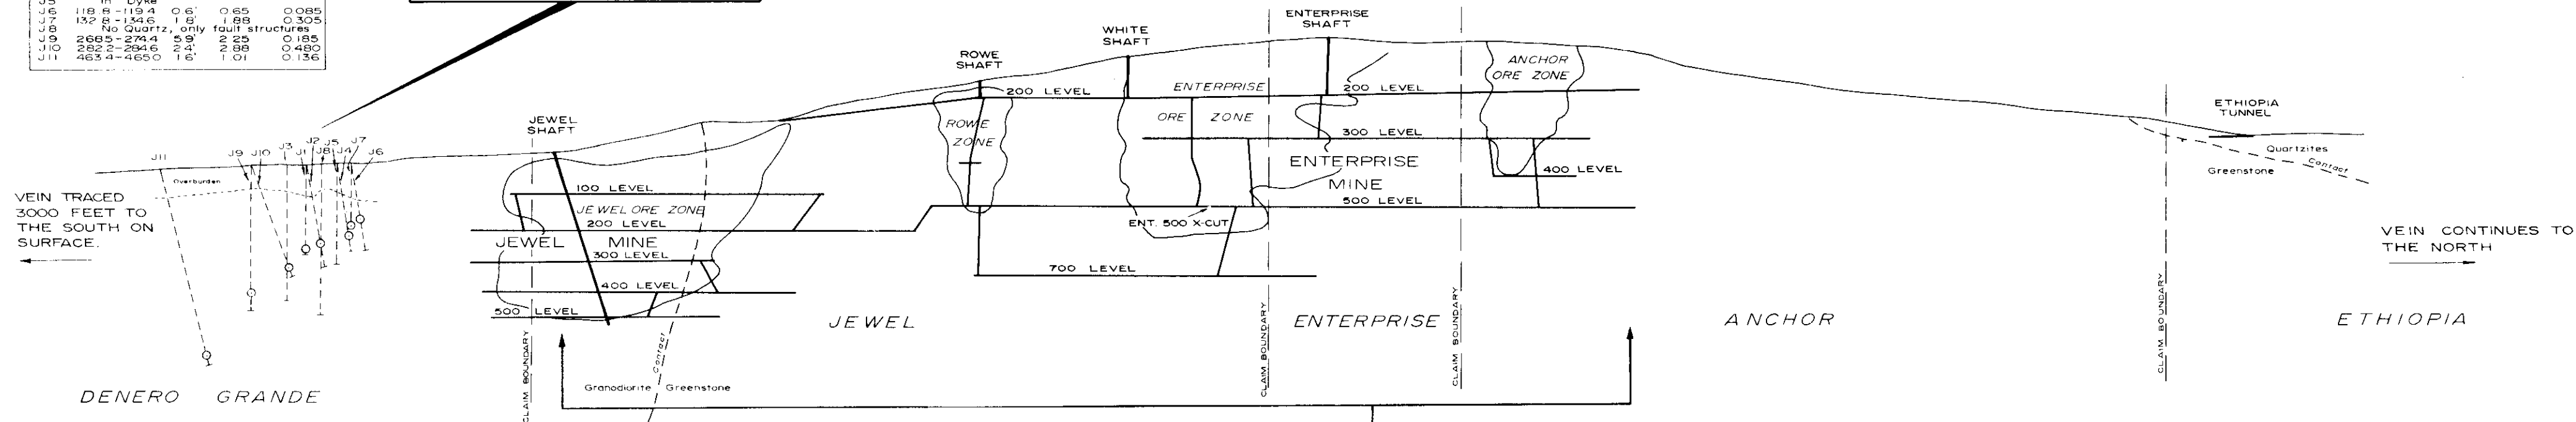 In Dyke
J6 118.8-119.4 0.6' 0.65 0.085
J7 132.8-134.6 1.8' 1.88 0.305
J8 No Quartz, only fault structures
J9 268.5-274.4 5.9' 2.25 0.185
J10 282.2-284.6 2.4' 2.88 0.480
J11 463.4-465.0 1.6' 1.01 0.136
ENTERPRISE
SHAFT
WHITE
SHAFT
ROWE
SHAFT
JEWEL
SHAFT
ANCHOR
ORE ZONE
ETHIOPIA
TUNNEL
200 LEVEL
ENTERPRISE
200 LEVEL
ROWE
ZONE
ORE ZONE
300 LEVEL
ENTERPRISE
MINE
400 LEVEL
500 LEVEL
ENT. 500 X-CUT
700 LEVEL
Quartzites
Contact
Greenstone
J11
J9
J10
J3
J1
J2
J8
J5
J4
J7
J6
Overburden
VEIN TRACED
3000 FEET TO
THE SOUTH ON
SURFACE.
100 LEVEL
JEWEL ORE ZONE
200 LEVEL
JEWEL MINE
300 LEVEL
400 LEVEL
500 LEVEL
VEIN CONTINUES TO
THE NORTH
CLAIM BOUNDARY
CLAIM BOUNDARY
CLAIM BOUNDARY
CLAIM BOUNDARY
Contact
Granodiorite
Greenstone
DENERO GRANDE
JEWEL
ENTERPRISE
ANCHOR
ETHIOPIA